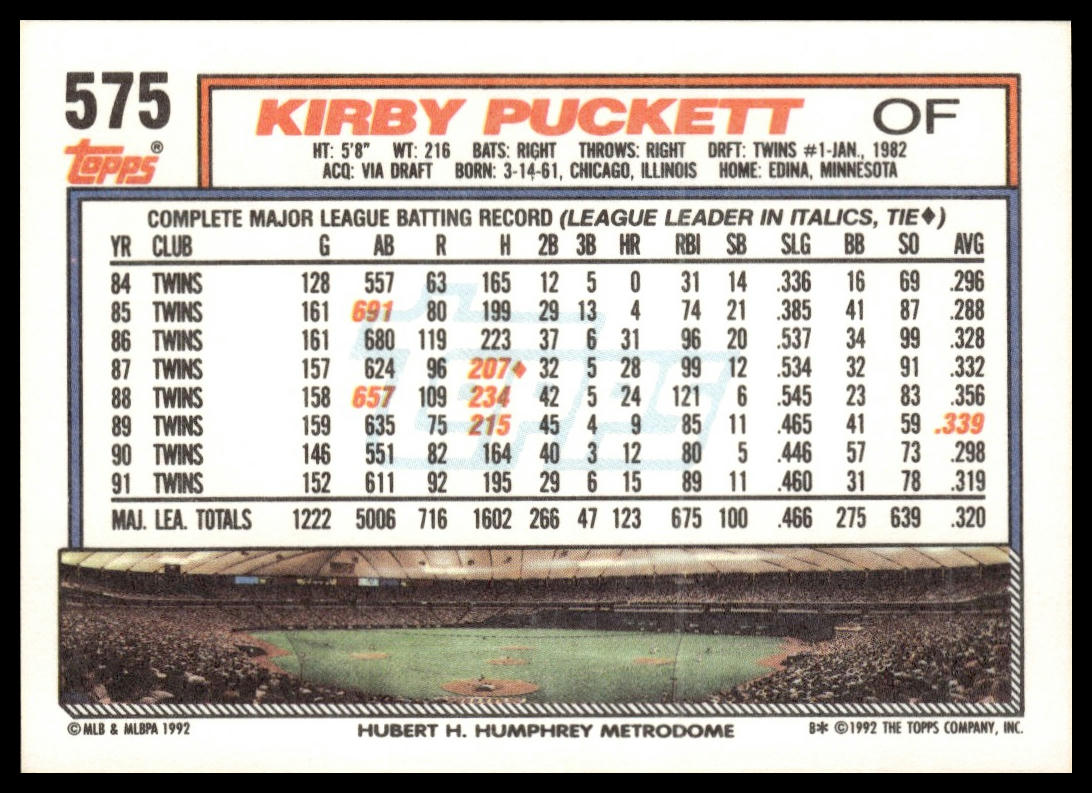 575
KIRBY PUCKETT OF
topps®
HT: 5'8" WT: 216 BATS: RIGHT THROWS: RIGHT DRFT: TWINS #1-JAN., 1982
ACQ: VIA DRAFT BORN: 3-14-61, CHICAGO, ILLINOIS HOME: EDINA, MINNESOTA
COMPLETE MAJOR LEAGUE BATTING RECORD (LEAGUE LEADER IN ITALICS, TIE♦)
YR CLUB G AB R H 2B 3B HR RBI SB SLG BB SO AVG
84 TWINS 128 557 63 165 12 5 0 31 14 .336 16 69 .296
85 TWINS 161 691 80 199 29 13 4 74 21 .385 41 87 .288
86 TWINS 161 680 119 223 37 6 31 96 20 .537 34 99 .328
87 TWINS 157 624 96 207♦ 32 5 28 99 12 .534 32 91 .332
88 TWINS 158 657 109 234 42 5 24 121 6 .545 23 83 .356
89 TWINS 159 635 75 215 45 4 9 85 11 .465 41 59 .339
90 TWINS 146 551 82 164 40 3 12 80 5 .446 57 73 .298
91 TWINS 152 611 92 195 29 6 15 89 11 .460 31 78 .319
MAJ. LEA. TOTALS 1222 5006 716 1602 266 47 123 675 100 .466 275 639 .320
topps
©MLB & MLBPA 1992 HUBERT H. HUMPHREY METRODOME B* ©1992 THE TOPPS COMPANY, INC.